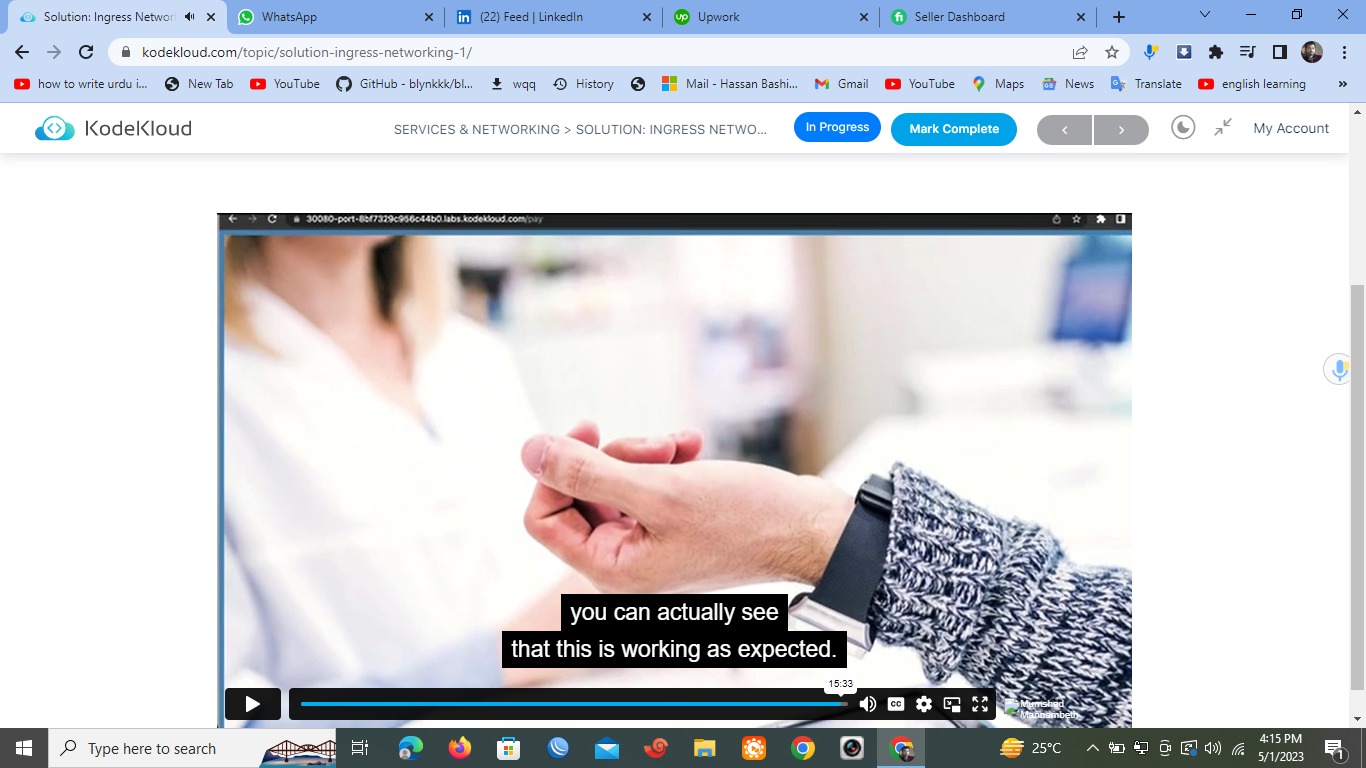 Solution: Ingress Networ
WhatsApp
(22) Feed | LinkedIn
Upwork
Seller Dashboard
kodekloud.com/topic/solution-ingress-networking-1/
how to write urdu i...
New Tab
YouTube
GitHub - blynkkk/bl...
wqq
History
Mail - Hassan Bashi...
Gmail
YouTube
Maps
News
Translate
english learning
»
KodeKloud
SERVICES & NETWORKING > SOLUTION: INGRESS NETWO...
In Progress
Mark Complete
<
>
My Account
30080-port-8bf7329c956c44b0.labs.kodekloud.com/pay
you can actually see
that this is working as expected.
15:33
CC
Mumshad
Mannambeth
Type here to search
25°C
4:15 PM
5/1/2023
1